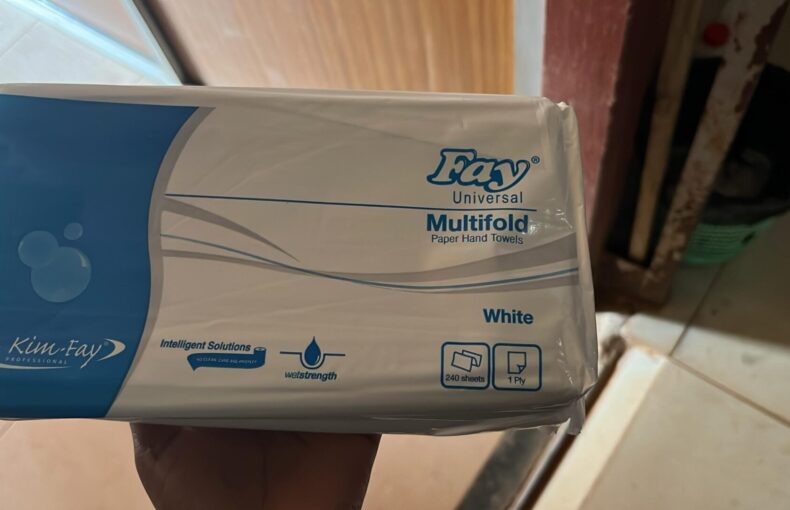 Fay®
Universal
Multifold
Paper Hand Towels
White
Kim-Fay®
PROFESSIONAL
Intelligent Solutions
wetstrength
240 sheets
1 Ply